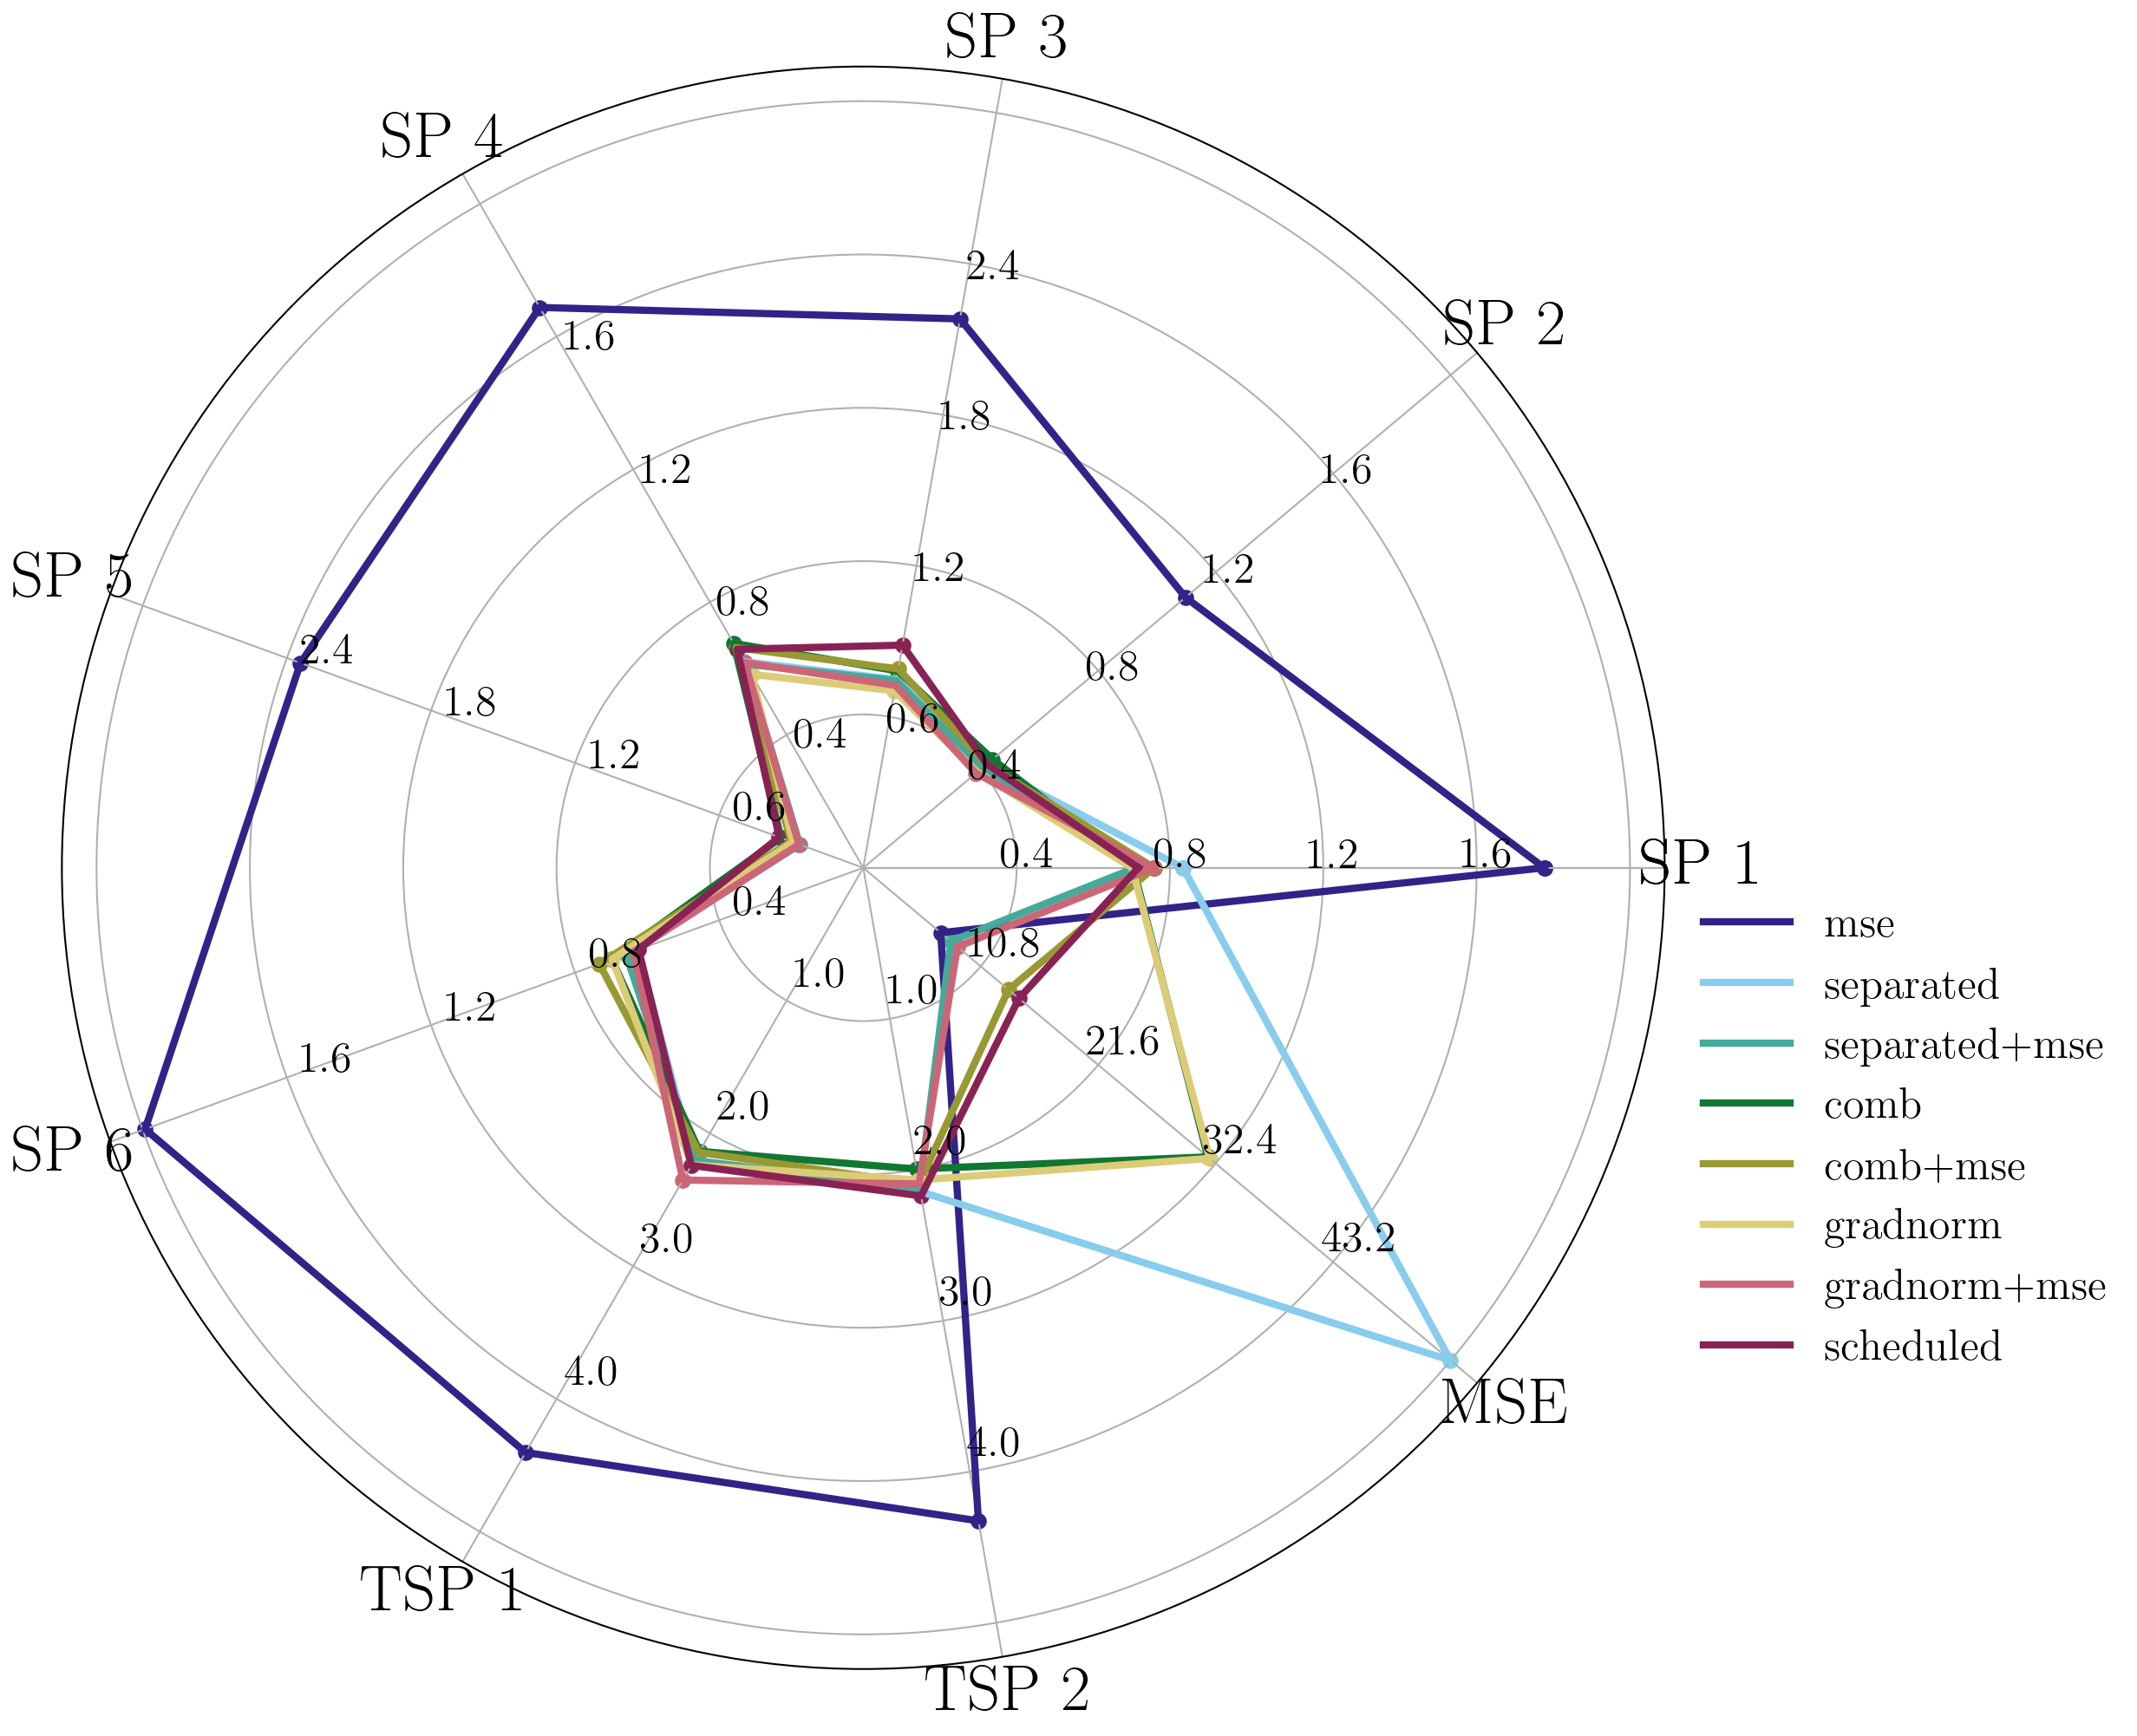 SP 3
SP 4
2.4
SP 2
1.6
1.8
1.2
1.6
SP 5
1.2
1.2
0.8
2.4
0.8
1.8
0.6
0.4
1.2
0.4
0.6
0.4
0.8
1.2
1.6
SP 1
0.4
mse
0.8
10.8
1.0
1.0
separated
1.2
separated+mse
1.6
21.6
2.0
comb
SP 6
2.0
32.4
comb+mse
3.0
43.2
gradnorm
3.0
gradnorm+mse
4.0
scheduled
MSE
4.0
TSP 1
TSP 2